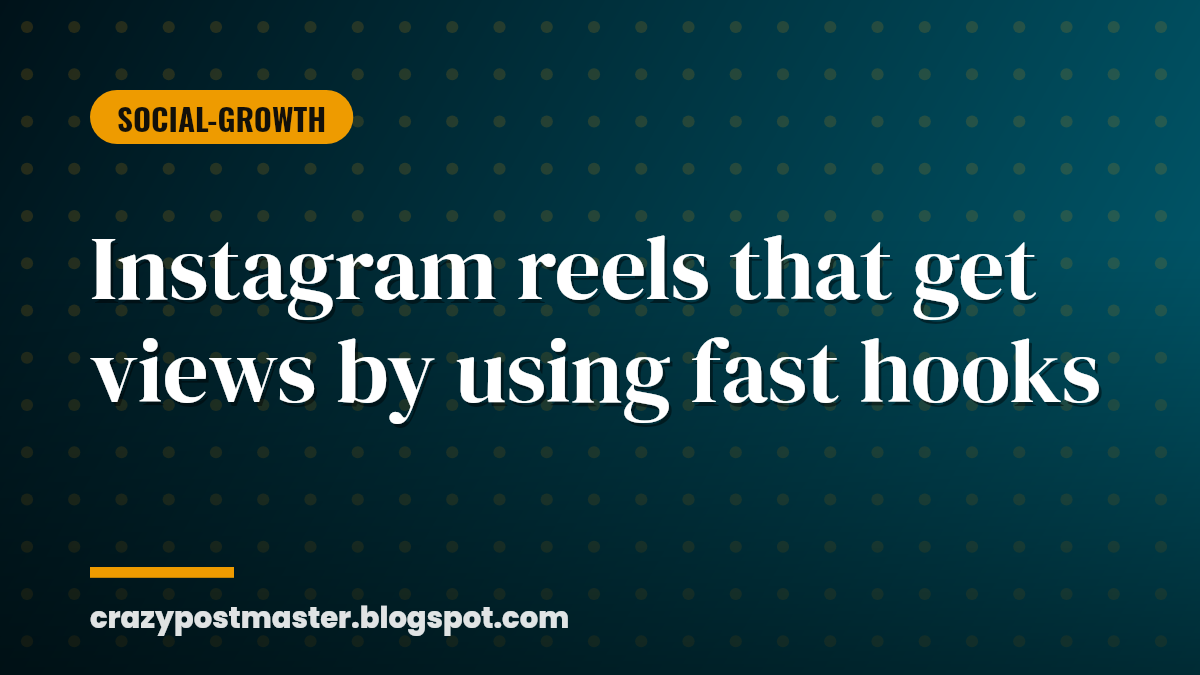 SOCIAL-GROWTH
Instagram reels that get
views by using fast hooks
crazypostmaster.blogspot.com